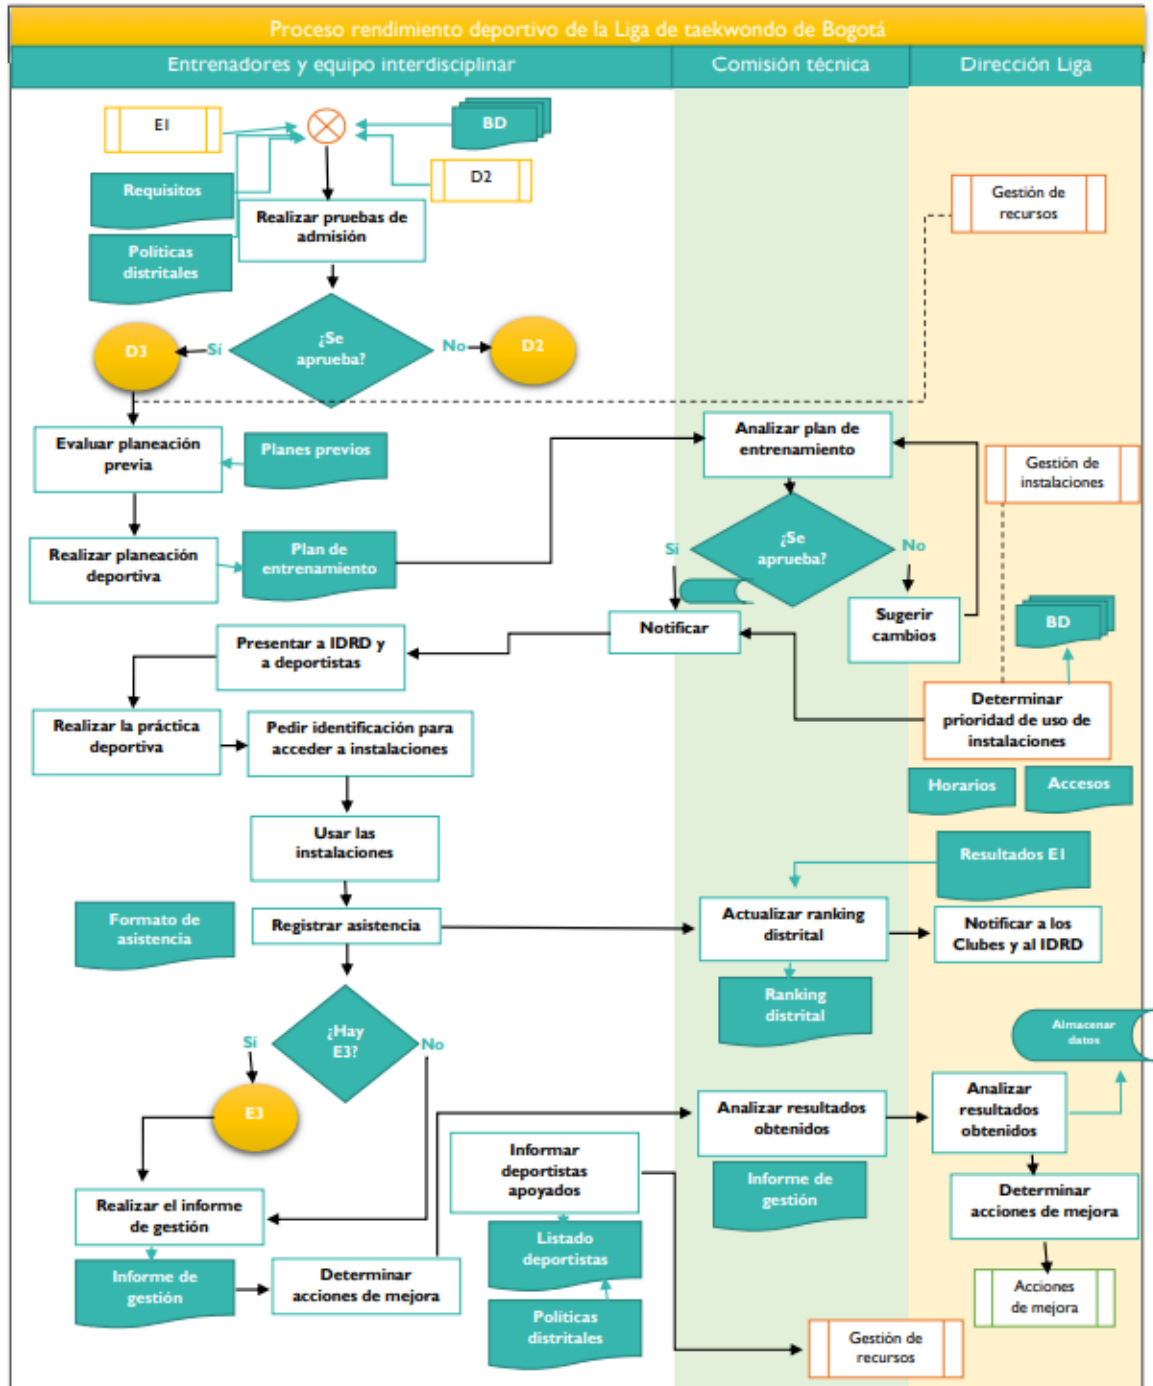 Proceso rendimiento deportivo de la Liga de taekwondo de Bogotá
Entrenadores y equipo interdisciplinar
Comisión técnica
Dirección Liga
E1
BD
D2
Requisitos
Realizar pruebas de
admisión
Políticas
distritales
Gestión de
recursos
¿Se
aprueba?
Sí
No
D3
D2
Evaluar planeación
previa
Planes previos
Analizar plan de
entrenamiento
Gestión de
instalaciones
Realizar planeación
deportiva
Plan de
entrenamiento
¿Se
aprueba?
Sí
No
Notificar
Sugerir
cambios
BD
Presentar a IDRD y
a deportistas
Determinar
prioridad de uso de
instalaciones
Realizar la práctica
deportiva
Pedir identificación para
acceder a instalaciones
Horarios
Accesos
Usar las
instalaciones
Resultados E1
Formato de
asistencia
Registrar asistencia
Actualizar ranking
distrital
Notificar a los
Clubes y al IDRD
Ranking
distrital
¿Hay
E3?
Sí
No
Almacenar
datos
E3
Analizar resultados
obtenidos
Analizar
resultados
obtenidos
Informar
deportistas
apoyados
Informe de
gestión
Realizar el informe
de gestión
Determinar
acciones de mejora
Listado
deportistas
Informe de
gestión
Determinar
acciones de mejora
Acciones
de mejora
Políticas
distritales
Gestión de
recursos